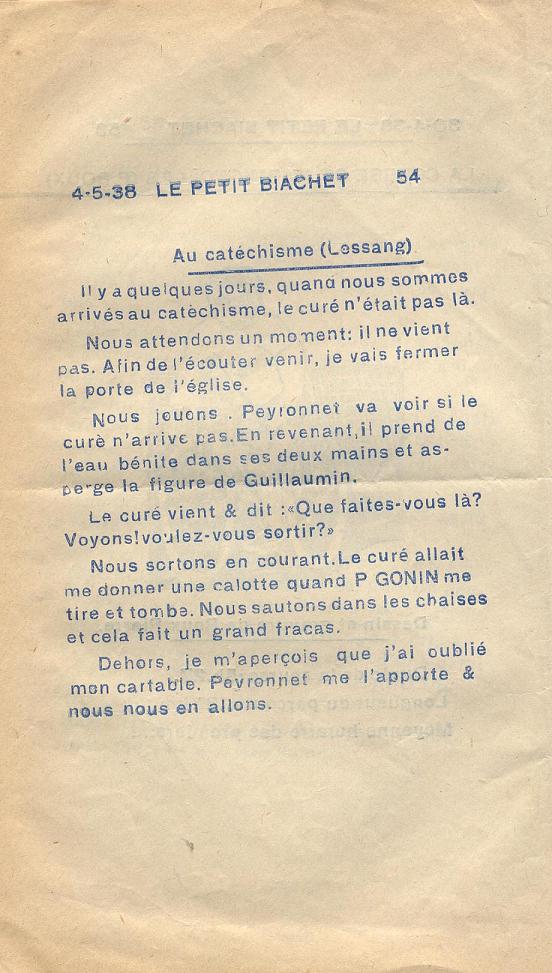 4-5-38 LE PETIT BIACHET 54
Au catéchisme (Lossang)
Il y a quelques jours, quand nous sommes
arrivés au catéchisme, le curé n'était pas là.
Nous attendons un moment: il ne vient
pas. Afin de l'écouter venir, je vais fermer
la porte de l'église.
Nous jouons . Peyronnet va voir si le
curè n'arrive pas.En revenant,il prend de
l'eau bénite dans ses deux mains et as-
perge la figure de Guillaumin.
Le curé vient & dit :«Que faites-vous là?
Voyons!voulez-vous sortir?»
Nous sortons en courant.Le curé allait
me donner une calotte quand P GONIN me
tire et tombe. Nous sautons dans les chaises
et cela fait un grand fracas.
Dehors, je m'aperçois que j'ai oublié
mon cartable. Peyronnet me l'apporte &
nous nous en allons.